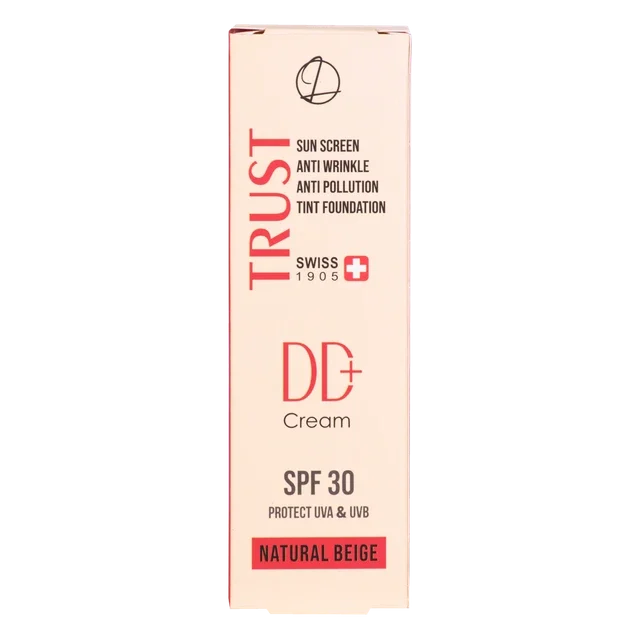 TRUST
SUN SCREEN
ANTI WRINKLE
ANTI POLLUTION
TINT FOUNDATION
SWISS
1905
DD+
Cream
SPF 30
PROTECT UVA & UVB
NATURAL BEIGE